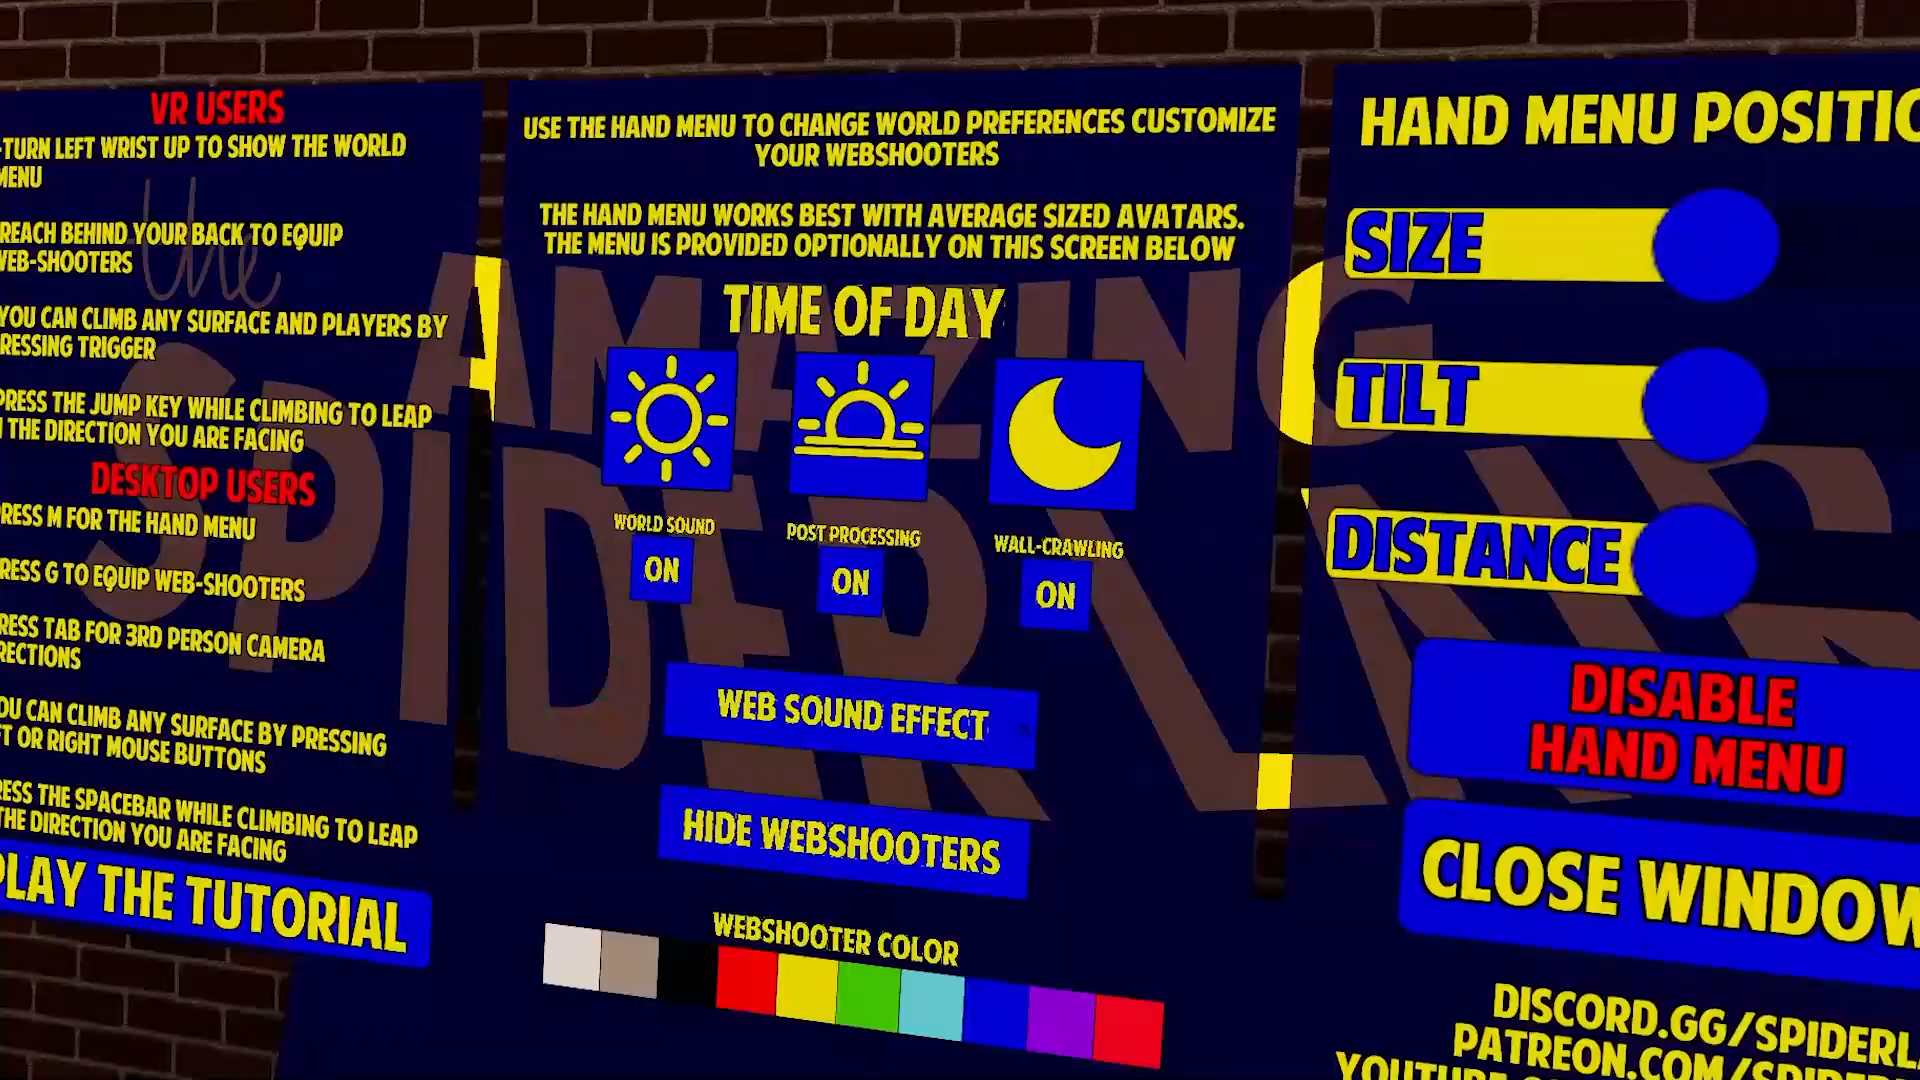 VR USERS
-TURN LEFT WRIST UP TO SHOW THE WORLD
MENU
REACH BEHIND YOUR BACK TO EQUIP
WEB-SHOOTERS
YOU CAN CLIMB ANY SURFACE AND PLAYERS BY
RESSING TRIGGER
PRESS THE JUMP KEY WHILE CLIMBING TO LEAP
THE DIRECTION YOU ARE FACING
DESKTOP USERS
RESS M FOR THE HAND MENU
RESS G TO EQUIP WEB-SHOOTERS
RESS TAB FOR 3RD PERSON CAMERA
RECTIONS
OU CAN CLIMB ANY SURFACE BY PRESSING
FT OR RIGHT MOUSE BUTTONS
RESS THE SPACEBAR WHILE CLIMBING TO LEAP
THE DIRECTION YOU ARE FACING
PLAY THE TUTORIAL
the
AMAZING
SPIDER
USE THE HAND MENU TO CHANGE WORLD PREFERENCES CUSTOMIZE
YOUR WEBSHOOTERS
THE HAND MENU WORKS BEST WITH AVERAGE SIZED AVATARS.
THE MENU IS PROVIDED OPTIONALLY ON THIS SCREEN BELOW
TIME OF DAY
WORLD SOUND
ON
POST PROCESSING
ON
WALL-CRAWLING
ON
WEB SOUND EFFECT
HIDE WEBSHOOTERS
WEBSHOOTER COLOR
HAND MENU POSITIO
SIZE
TILT
DISTANCE
DISABLE
HAND MENU
CLOSE WINDOW
DISCORD.GG/SPIDERL
PATREON.COM/SPIDER